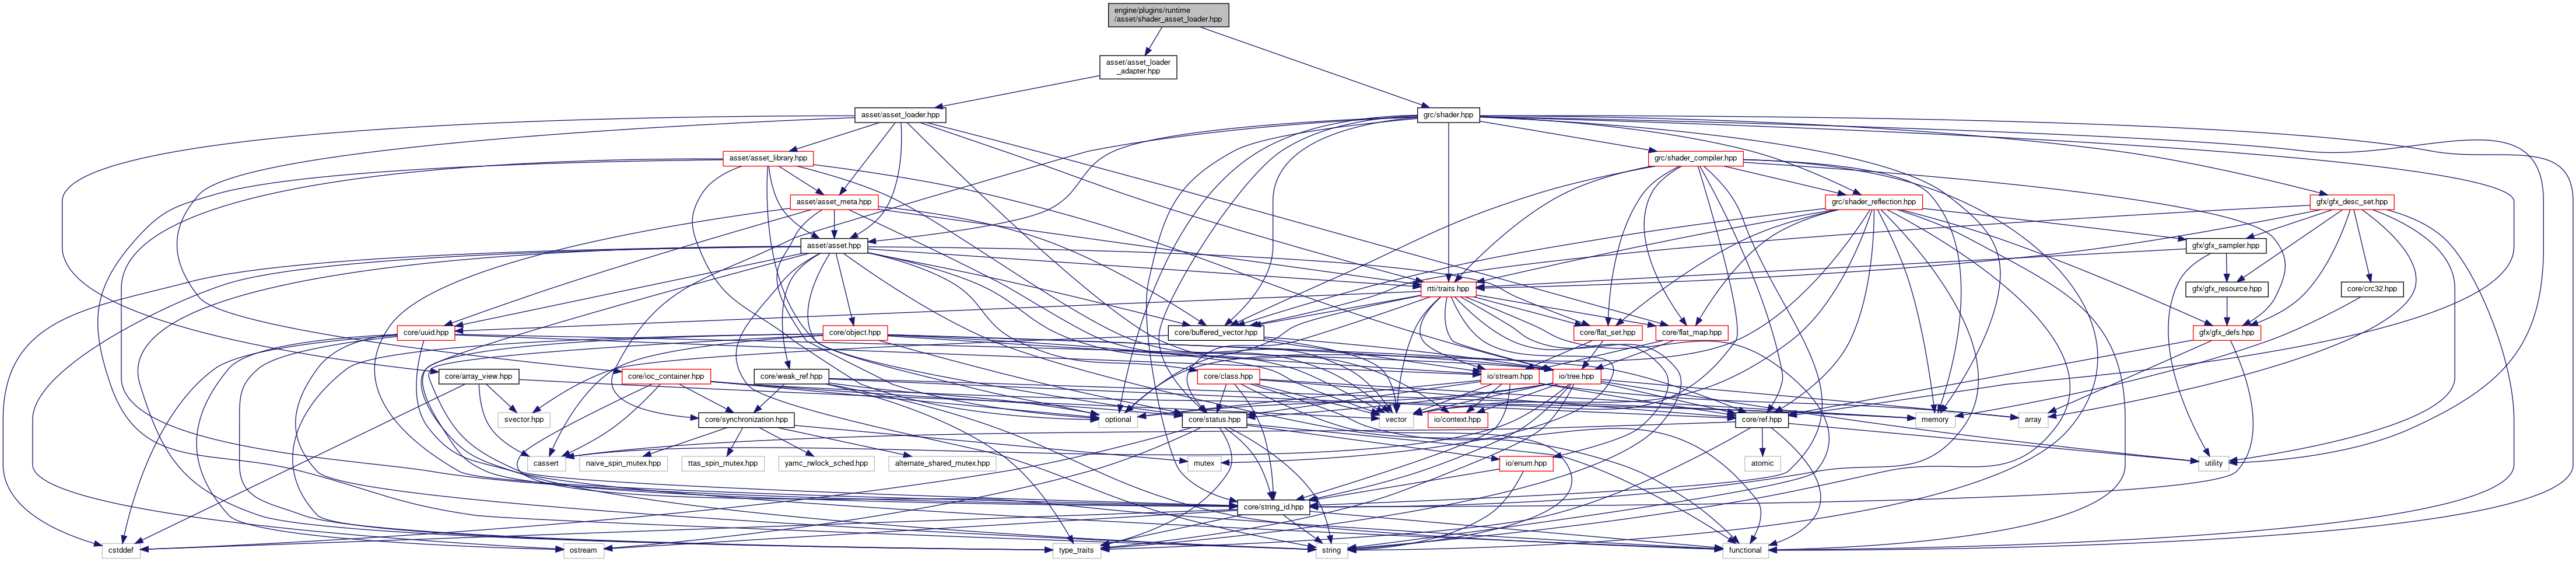 engine/plugins/runtime
/asset/shader_asset_loader.hpp
asset/asset_loader
_adapter.hpp
asset/asset_loader.hpp
grc/shader.hpp
asset/asset_library.hpp
grc/shader_compiler.hpp
asset/asset_meta.hpp
grc/shader_reflection.hpp
gfx/gfx_desc_set.hpp
asset/asset.hpp
gfx/gfx_sampler.hpp
rtti/traits.hpp
gfx/gfx_resource.hpp
core/crc32.hpp
core/uuid.hpp
core/object.hpp
core/buffered_vector.hpp
core/flat_set.hpp
core/flat_map.hpp
gfx/gfx_defs.hpp
core/array_view.hpp
core/ioc_container.hpp
core/weak_ref.hpp
core/class.hpp
io/stream.hpp
io/tree.hpp
svector.hpp
core/synchronization.hpp
optional
core/status.hpp
vector
io/context.hpp
core/ref.hpp
memory
array
cassert
naive_spin_mutex.hpp
ttas_spin_mutex.hpp
yamc_rwlock_sched.hpp
alternate_shared_mutex.hpp
mutex
io/enum.hpp
atomic
utility
core/string_id.hpp
cstddef
ostream
type_traits
string
functional